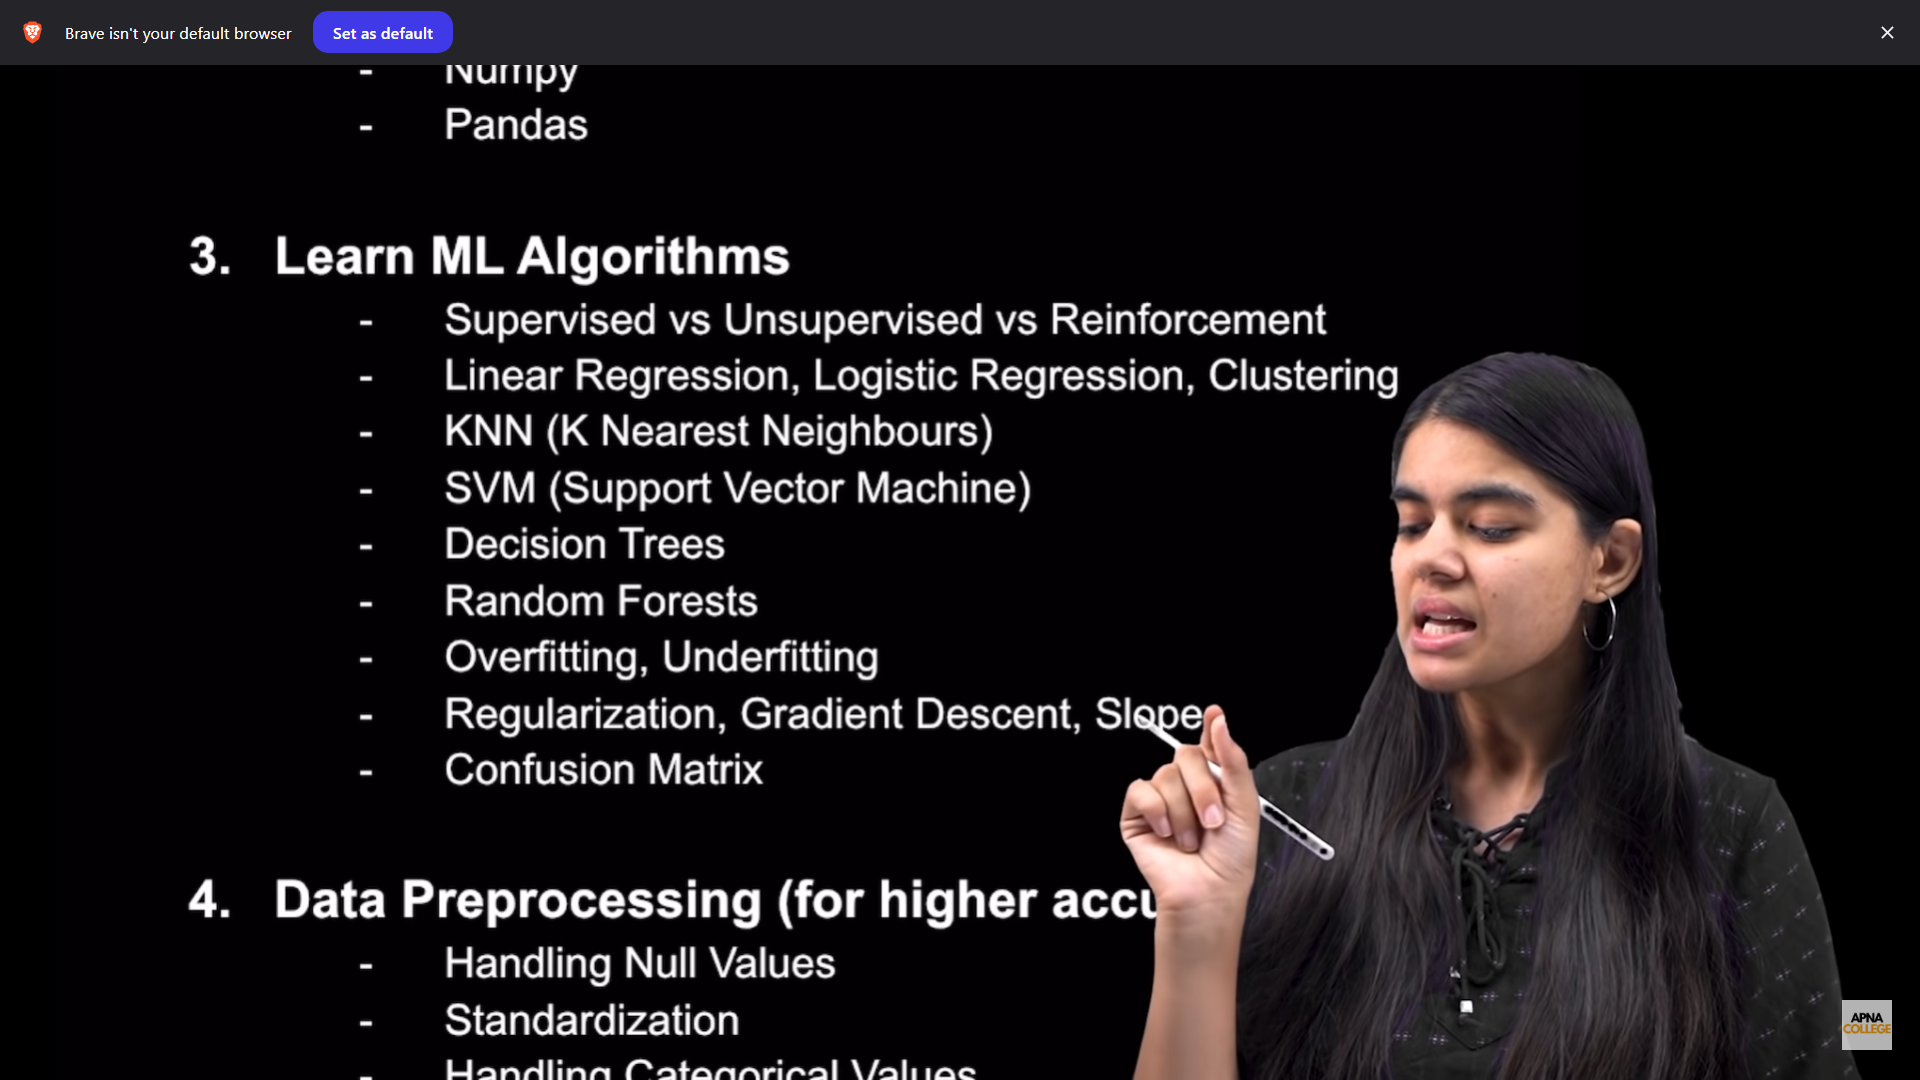 Brave isn't your default browser
Set as default
- Numpy
- Pandas
3. Learn ML Algorithms
- Supervised vs Unsupervised vs Reinforcement
- Linear Regression, Logistic Regression, Clustering
- KNN (K Nearest Neighbours)
- SVM (Support Vector Machine)
- Decision Trees
- Random Forests
- Overfitting, Underfitting
- Regularization, Gradient Descent, Slope
- Confusion Matrix
4. Data Preprocessing (for higher accu
- Handling Null Values
- Standardization
- Handling Categorical Values
APNA
COLLEGE